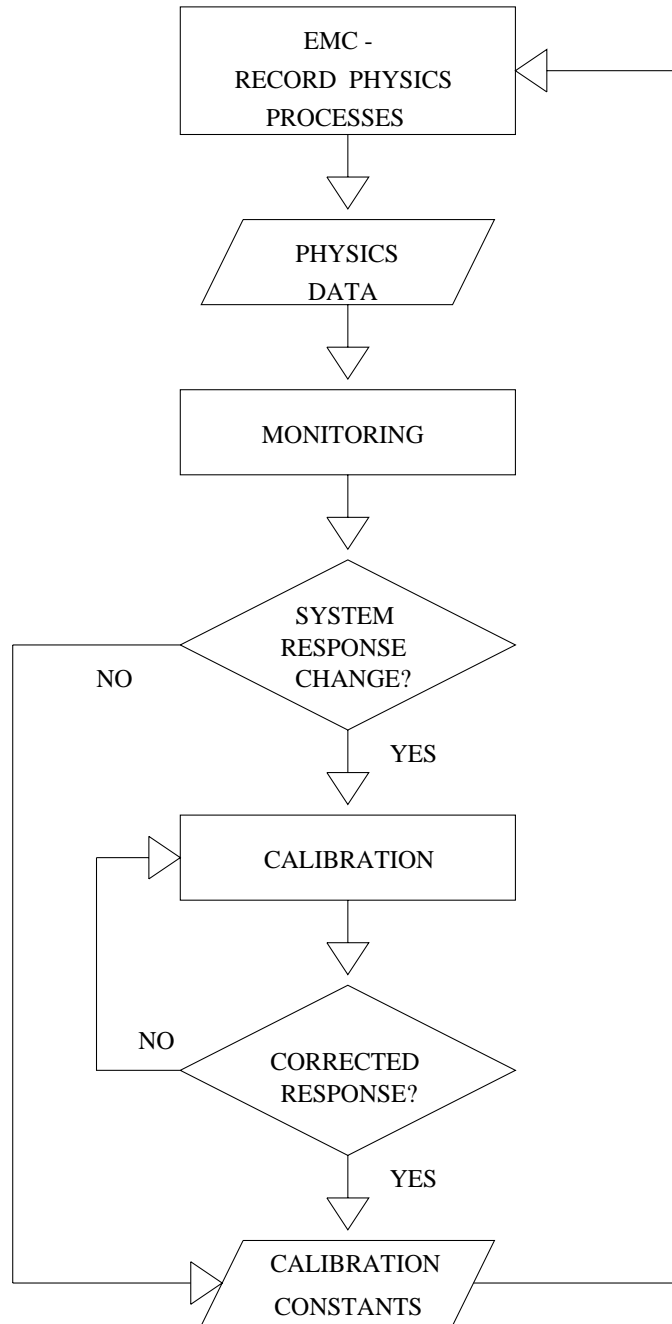 EMC -
RECORD PHYSICS
PROCESSES
PHYSICS
DATA
MONITORING
SYSTEM
RESPONSE
CHANGE?
NO
YES
CALIBRATION
NO
CORRECTED
RESPONSE?
YES
CALIBRATION
CONSTANTS